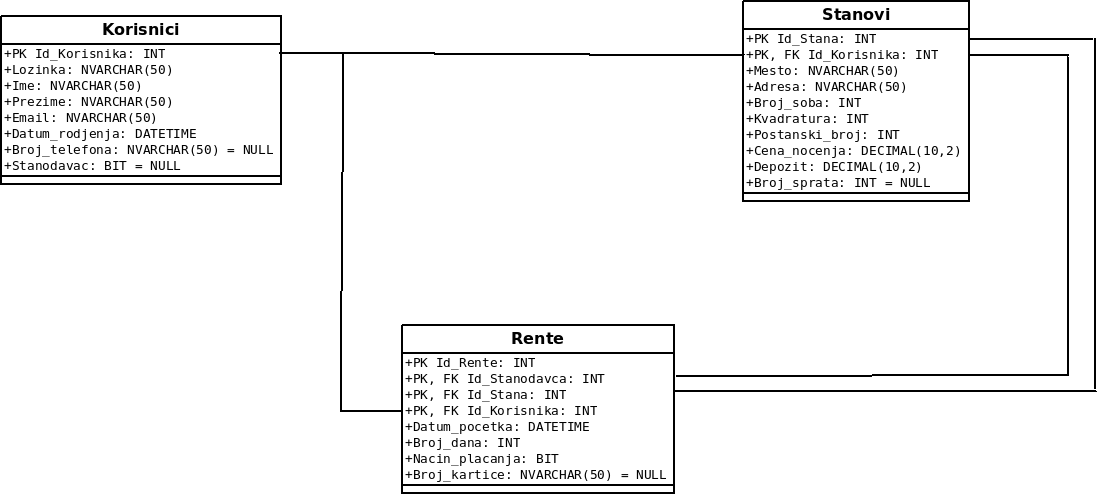 Korisnici
+PK Id_Korisnika: INT
+Lozinka: NVARCHAR(50)
+Ime: NVARCHAR(50)
+Prezime: NVARCHAR(50)
+Email: NVARCHAR(50)
+Datum_rodjenja: DATETIME
+Broj_telefona: NVARCHAR(50) = NULL
+Stanodavac: BIT = NULL
Stanovi
+PK Id_Stana: INT
+PK, FK Id_Korisnika: INT
+Mesto: NVARCHAR(50)
+Adresa: NVARCHAR(50)
+Broj_soba: INT
+Kvadratura: INT
+Postanski_broj: INT
+Cena_nocenja: DECIMAL(10,2)
+Depozit: DECIMAL(10,2)
+Broj_sprata: INT = NULL
Rente
+PK Id_Rente: INT
+PK, FK Id_Stanodavca: INT
+PK, FK Id_Stana: INT
+PK, FK Id_Korisnika: INT
+Datum_pocetka: DATETIME
+Broj_dana: INT
+Nacin_placanja: BIT
+Broj_kartice: NVARCHAR(50) = NULL